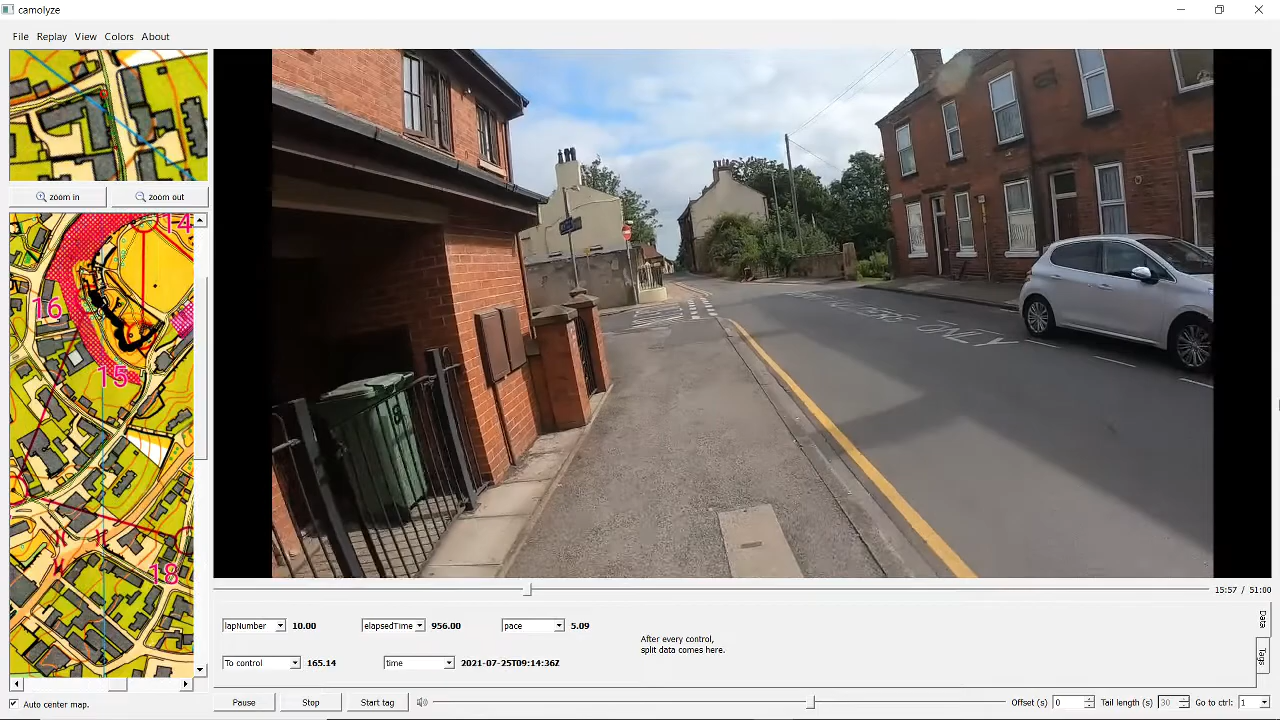 camolyze
File Replay View Colors About
zoom in zoom out
14
16
15
18
8
ONLY
15:57 / 51:00
lapNumber 10.00 elapsedTime 956.00 pace 5.09
After every control,
split data comes here.
To control 165.14 time 2021-07-25T09:14:36Z
Data
Tags
Auto center map.
Pause Stop Start tag Offset (s) 0 Tail length (s) 30 Go to ctrl: 1